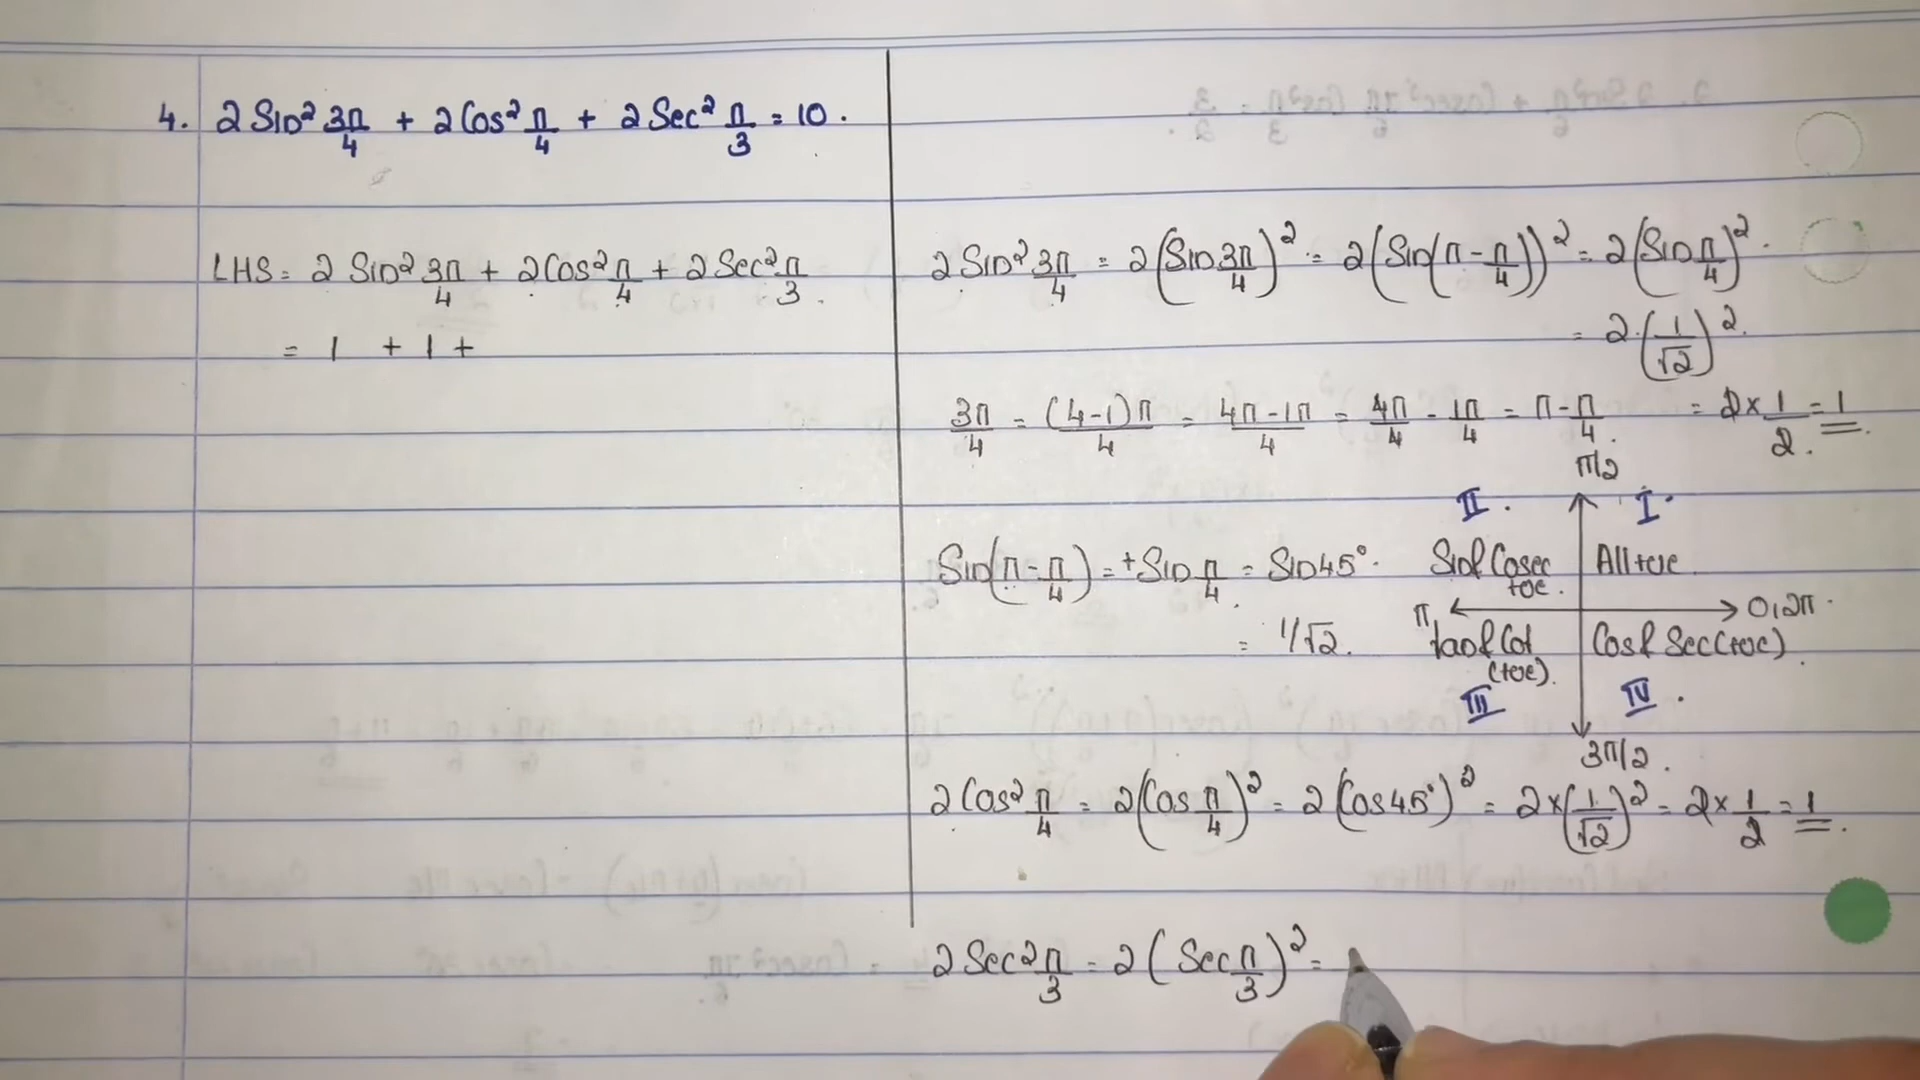 4. 2 Sin² 3π/4 + 2 Cos² π/4 + 2 Sec² π/3 = 10.
LHS = 2 Sin² 3π/4 + 2 Cos² π/4 + 2 Sec² π/3.
= 1 + 1 +
2 Sin² 3π/4 = 2(Sin 3π/4)² = 2(Sin(π - π/4))² = 2(Sin π/4)².
= 2·(1/√2)².
3π/4 = (4-1)π/4 = 4π-1π/4 = 4π/4 - 1π/4 = π - π/4.
= 2 × 1/2 = 1.
π/2
II. I.
Sin(π - π/4) = +Sin π/4 = Sin 45°.
= 1/√2.
Sin & Cosec +ve. All +ve
π 0, 2π.
tan & Cot (+ve). Cos & Sec (+ve).
III IV.
3π/2.
2 Cos² π/4 = 2(Cos π/4)² = 2(Cos 45°)² = 2×(1/√2)² = 2 × 1/2 = 1.
2 Sec² π/3 = 2(Sec π/3)² =